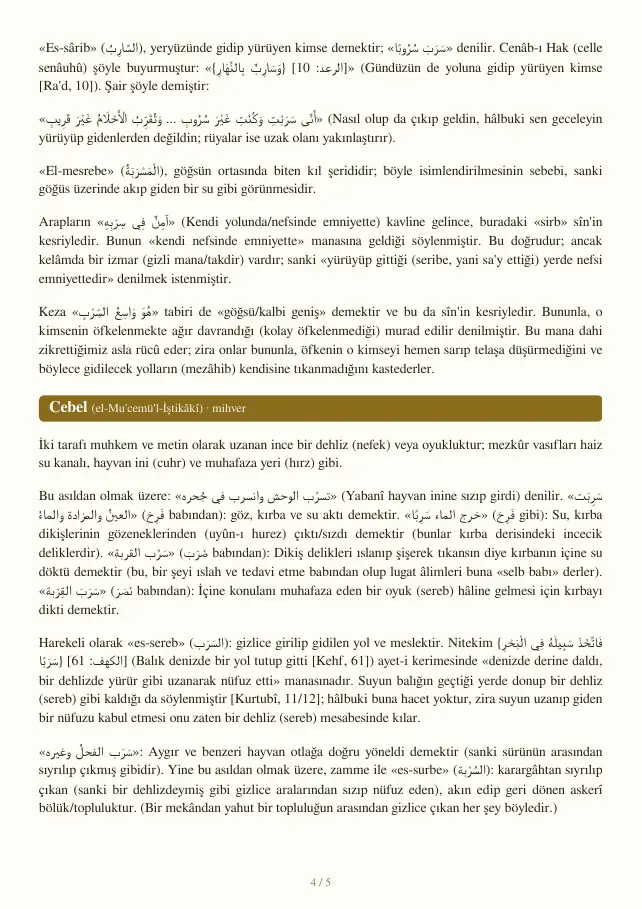 «Es-sârib» (السَّارِبُ), yeryüzünde gidip yürüyen kimse demektir; «سَرَبَ سُرُوبًا» denilir. Cenâb-ı Hak (celle
senâuhû) şöyle buyurmuştur: «{وَسَارِبٌ بِالنَّهَارِ} [الرعد: 10]» (Gündüzün de yoluna gidip yürüyen kimse
[Ra'd, 10]). Şair şöyle demiştir:
«أَنَّى سَرَيْتِ وَكُنْتِ غَيْرَ سُرُوبِ ... وَتُقَرِّبُ الْأَحْلَامُ غَيْرَ قَرِيبِ» (Nasıl olup da çıkıp geldin, hâlbuki sen geceleyin
yürüyüp gidenlerden değildin; rüyalar ise uzak olanı yakınlaştırır).
«El-mesrebe» (الْمَسْرَبَةُ), göğsün ortasında biten kıl şerididir; böyle isimlendirilmesinin sebebi, sanki
göğüs üzerinde akıp giden bir su gibi görünmesidir.
Arapların «آمِنٌ فِي سِرْبِهِ» (Kendi yolunda/nefsinde emniyette) kavline gelince, buradaki «sirb» sîn'in
kesriyledir. Bunun «kendi nefsinde emniyette» manasına geldiği söylenmiştir. Bu doğrudur; ancak
kelâmda bir izmar (gizli mana/takdir) vardır; sanki «yürüyüp gittiği (seribe, yani sa'y ettiği) yerde nefsi
emniyettedir» denilmek istenmiştir.
Keza «هُوَ وَاسِعُ السِّرْبِ» tabiri de «göğsü/kalbi geniş» demektir ve bu da sîn'in kesriyledir. Bununla, o
kimsenin öfkelenmekte ağır davrandığı (kolay öfkelenmediği) murad edilir denilmiştir. Bu mana dahi
zikrettiğimiz asla rücû eder; zira onlar bununla, öfkenin o kimseyi hemen sarıp telaşa düşürmediğini ve
böylece gidilecek yolların (mezâhib) kendisine tıkanmadığını kastederler.
Cebel (el-Mu'cemü'l-İştikâkî) · mihver
İki tarafı muhkem ve metin olarak uzanan ince bir dehliz (nefek) veya oyukluktur; mezkûr vasıfları haiz
su kanalı, hayvan ini (cuhr) ve muhafaza yeri (hırz) gibi.
Bu asıldan olmak üzere: «تسرَّب الوحش وانسرب في جُحره» (Yabanî hayvan inine sızıp girdi) denilir. «سَرِبَت
العينُ والمزادة والماءُ» (فَرِحَ babından): göz, kırba ve su aktı demektir. «خرج الماء سَرِبًا» (فَرِحَ gibi): Su, kırba
dikişlerinin gözeneklerinden (uyûn-ı hurez) çıktı/sızdı demektir (bunlar kırba derisindeki incecik
deliklerdir). «سَرَّب القربة» (ضَرَبَ babından): Dikiş delikleri ıslanıp şişerek tıkansın diye kırbanın içine su
döktü demektir (bu, bir şeyi ıslah ve tedavi etme babından olup lugat âlimleri buna «selb babı» derler).
«سَرَبَ القِرْبة» (نَصَرَ babından): İçine konulanı muhafaza eden bir oyuk (sereb) hâline gelmesi için kırbayı
dikti demektir.
Harekeli olarak «es-sereb» (السَرَب): gizlice girilip gidilen yol ve meslektir. Nitekim {فَاتَّخَذَ سَبِيلَهُ فِي الْبَحْرِ
سَرَبًا} [الكهف: 61] (Balık denizde bir yol tutup gitti [Kehf, 61]) ayet-i kerimesinde «denizde derine daldı,
bir dehlizde yürür gibi uzanarak nüfuz etti» manasınadır. Suyun balığın geçtiği yerde donup bir dehliz
(sereb) gibi kaldığı da söylenmiştir [Kurtubî, 11/12]; hâlbuki buna hacet yoktur, zira suyun uzanıp giden
bir nüfuzu kabul etmesi onu zaten bir dehliz (sereb) mesabesinde kılar.
«سَرَب الفحلُ وغيره»: Aygır ve benzeri hayvan otlağa doğru yöneldi demektir (sanki sürünün arasından
sıyrılıp çıkmış gibidir). Yine bu asıldan olmak üzere, zamme ile «es-surbe» (السُّرْبة): karargâhtan sıyrılıp
çıkan (sanki bir dehlizdeymiş gibi gizlice aralarından sızıp nüfuz eden), akın edip geri dönen askerî
bölük/topluluktur. (Bir mekândan yahut bir topluluğun arasından gizlice çıkan her şey böyledir.)
4 / 5